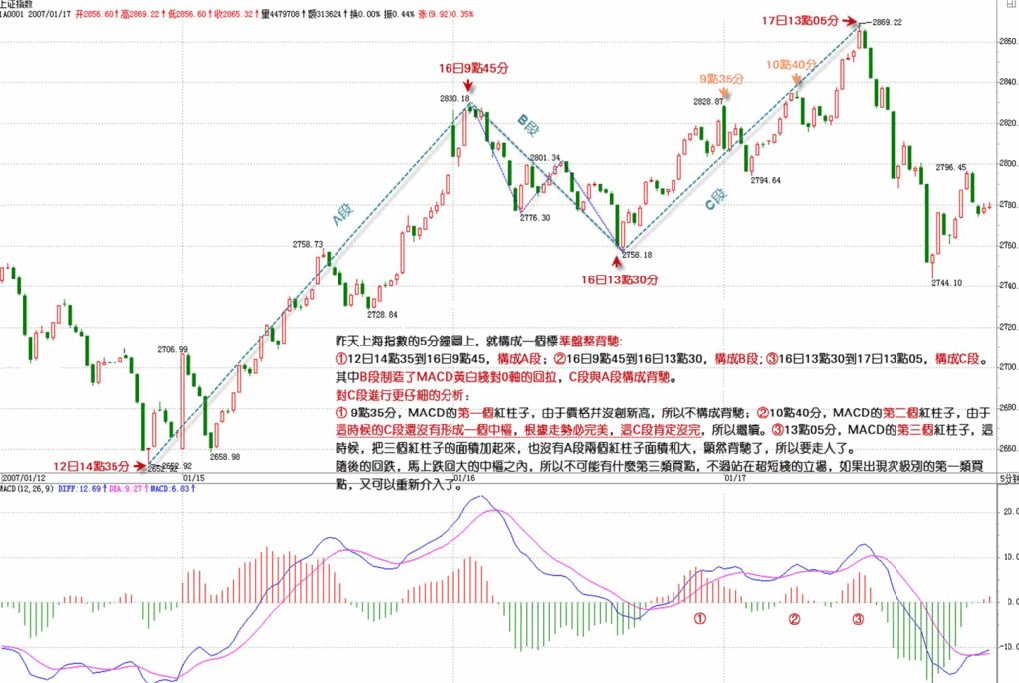 上证指数
1A0001 2007/01/17 开2856.60↑高2869.22↑低2856.60↑收2865.32↑量4479708↑额313624↑换0.00% 振0.44% 涨(9.92)0.35%
17日13點05分
2869.22
2860.
16日9點45分
9點35分
10點40分
2840.
2830.18
2828.87
2820.
B段
2801.34
2800.
2796.45
2794.64
A段
C段
2780.
2776.30
2758.73
2758.18
2760.
16日13點30分
2744.10
2740.
2728.84
2720.
昨天上海指數的5分鐘圖上，就構成一個標準盤整背馳:
①12日14點35到16日9點45，構成A段；②16日9點45到16日13點30，構成B段；③16日13點30到17日13點05，構成C段。
其中B段制造了MACD黃白綫對0軸的回拉，C段與A段構成背馳。
對C段進行更仔細的分析：
① 9點35分，MACD的第一個紅柱子，由于價格幷沒創新高，所以不構成背馳；②10點40分，MACD的第二個紅柱子，由于
這時候的C段還沒有形成一個中樞，根據走勢必完美，這C段肯定沒完，所以繼續。③13點05分，MACD的第三個紅柱子，這
時候，把三個紅柱子的面積加起來，也沒有A段兩個紅柱子面積和大，顯然背馳了，所以要走人了。
隨後的回跌，馬上跌回大的中樞之內，所以不可能有什麼第三類買點，不過站在超短綫的立場，如果出現次級別的第一類買
點，又可以重新介入了。
2706.99
2700.
2680.
2660.
2658.98
12日14點35分
2007/01/12
01/15
01/16
01/17
5分钟
MACD(12,26,9) DIFF:12.69↑ DEA:9.27↑ MACD:6.83↑
20.0
10.0
0.0
① ② ③
-10.0